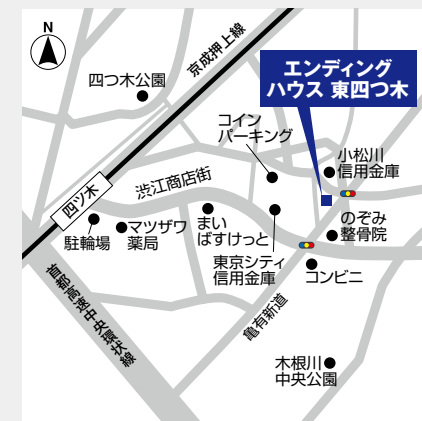 N
京成押上線
四つ木公園
エンディング
ハウス 東四つ木
コイン
パーキング
小松川
信用金庫
渋江商店街
四ツ木
駐輪場
マツザワ
薬局
まい
ばすけっと
東京シティ
信用金庫
のぞみ
整骨院
コンビニ
首都高速中央環状線
亀有新道
木根川
中央公園